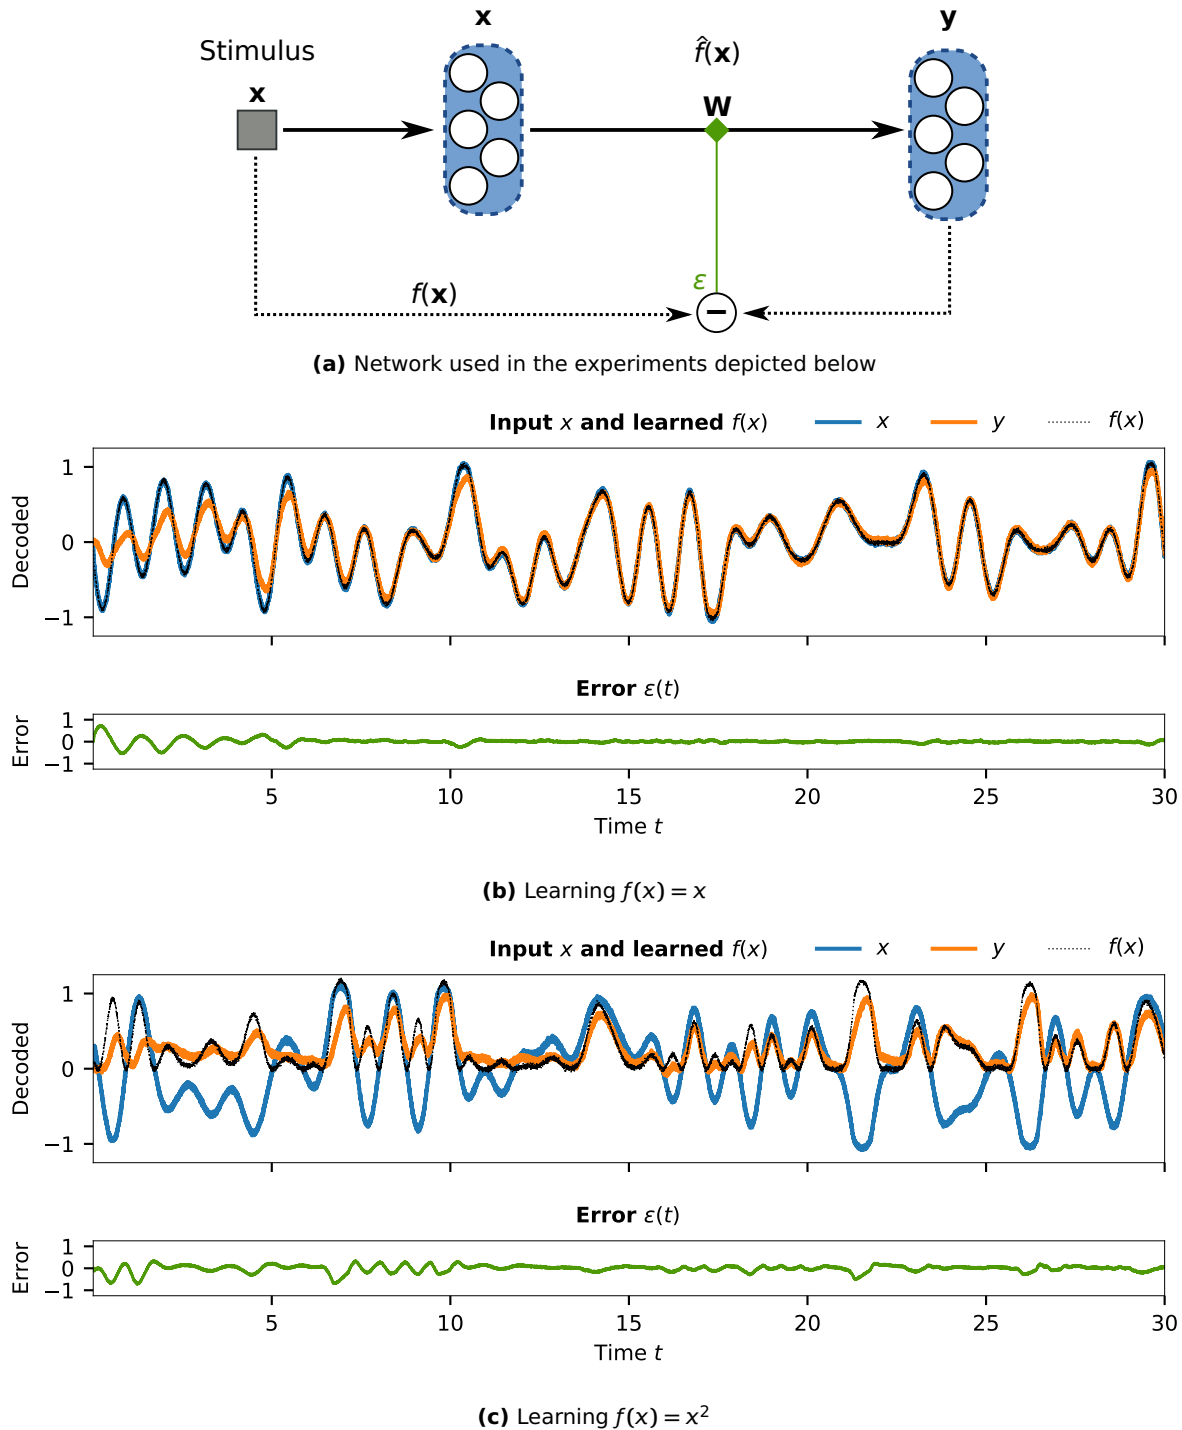 x y
Stimulus f̂(x)
x W
ε
f(x)
−
(a) Network used in the experiments depicted below
Input x and learned f(x) x y f(x)
Decoded
1
0
−1
Error ε(t)
Error
1
0
−1
5 10 15 20 25 30
Time t
(b) Learning f(x) = x
Input x and learned f(x) x y f(x)
Decoded
1
0
−1
Error ε(t)
Error
1
0
−1
5 10 15 20 25 30
Time t
(c) Learning f(x) = x²